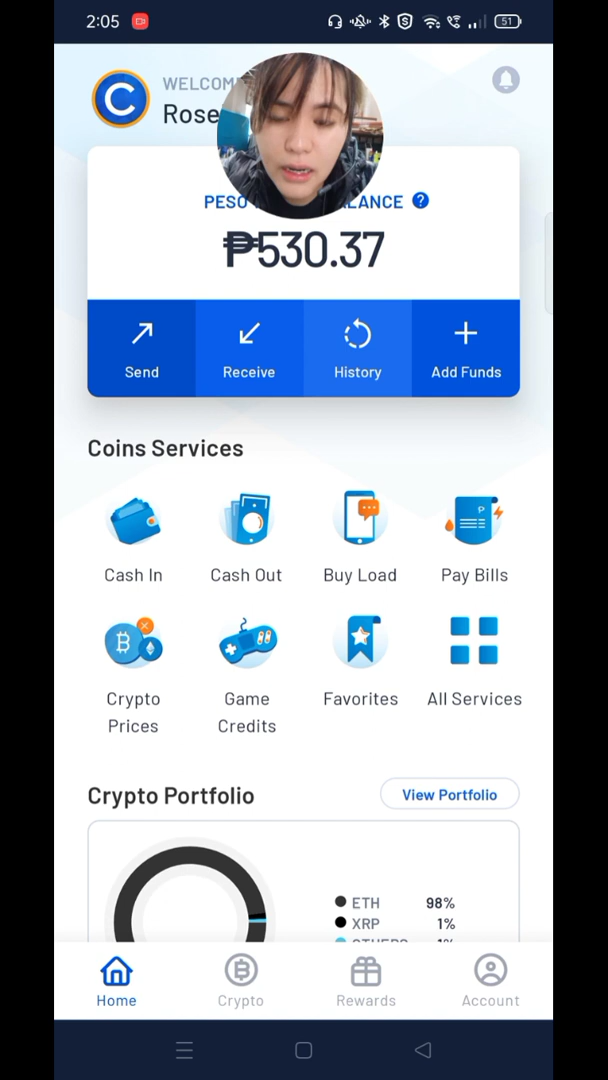 2:05
51
WELCOM
Rose
PESO LANCE ?
₱530.37
Send Receive History Add Funds
Coins Services
Cash In Cash Out Buy Load Pay Bills
Crypto Prices Game Credits Favorites All Services
Crypto Portfolio View Portfolio
ETH 98%
XRP 1%
Home Crypto Rewards Account